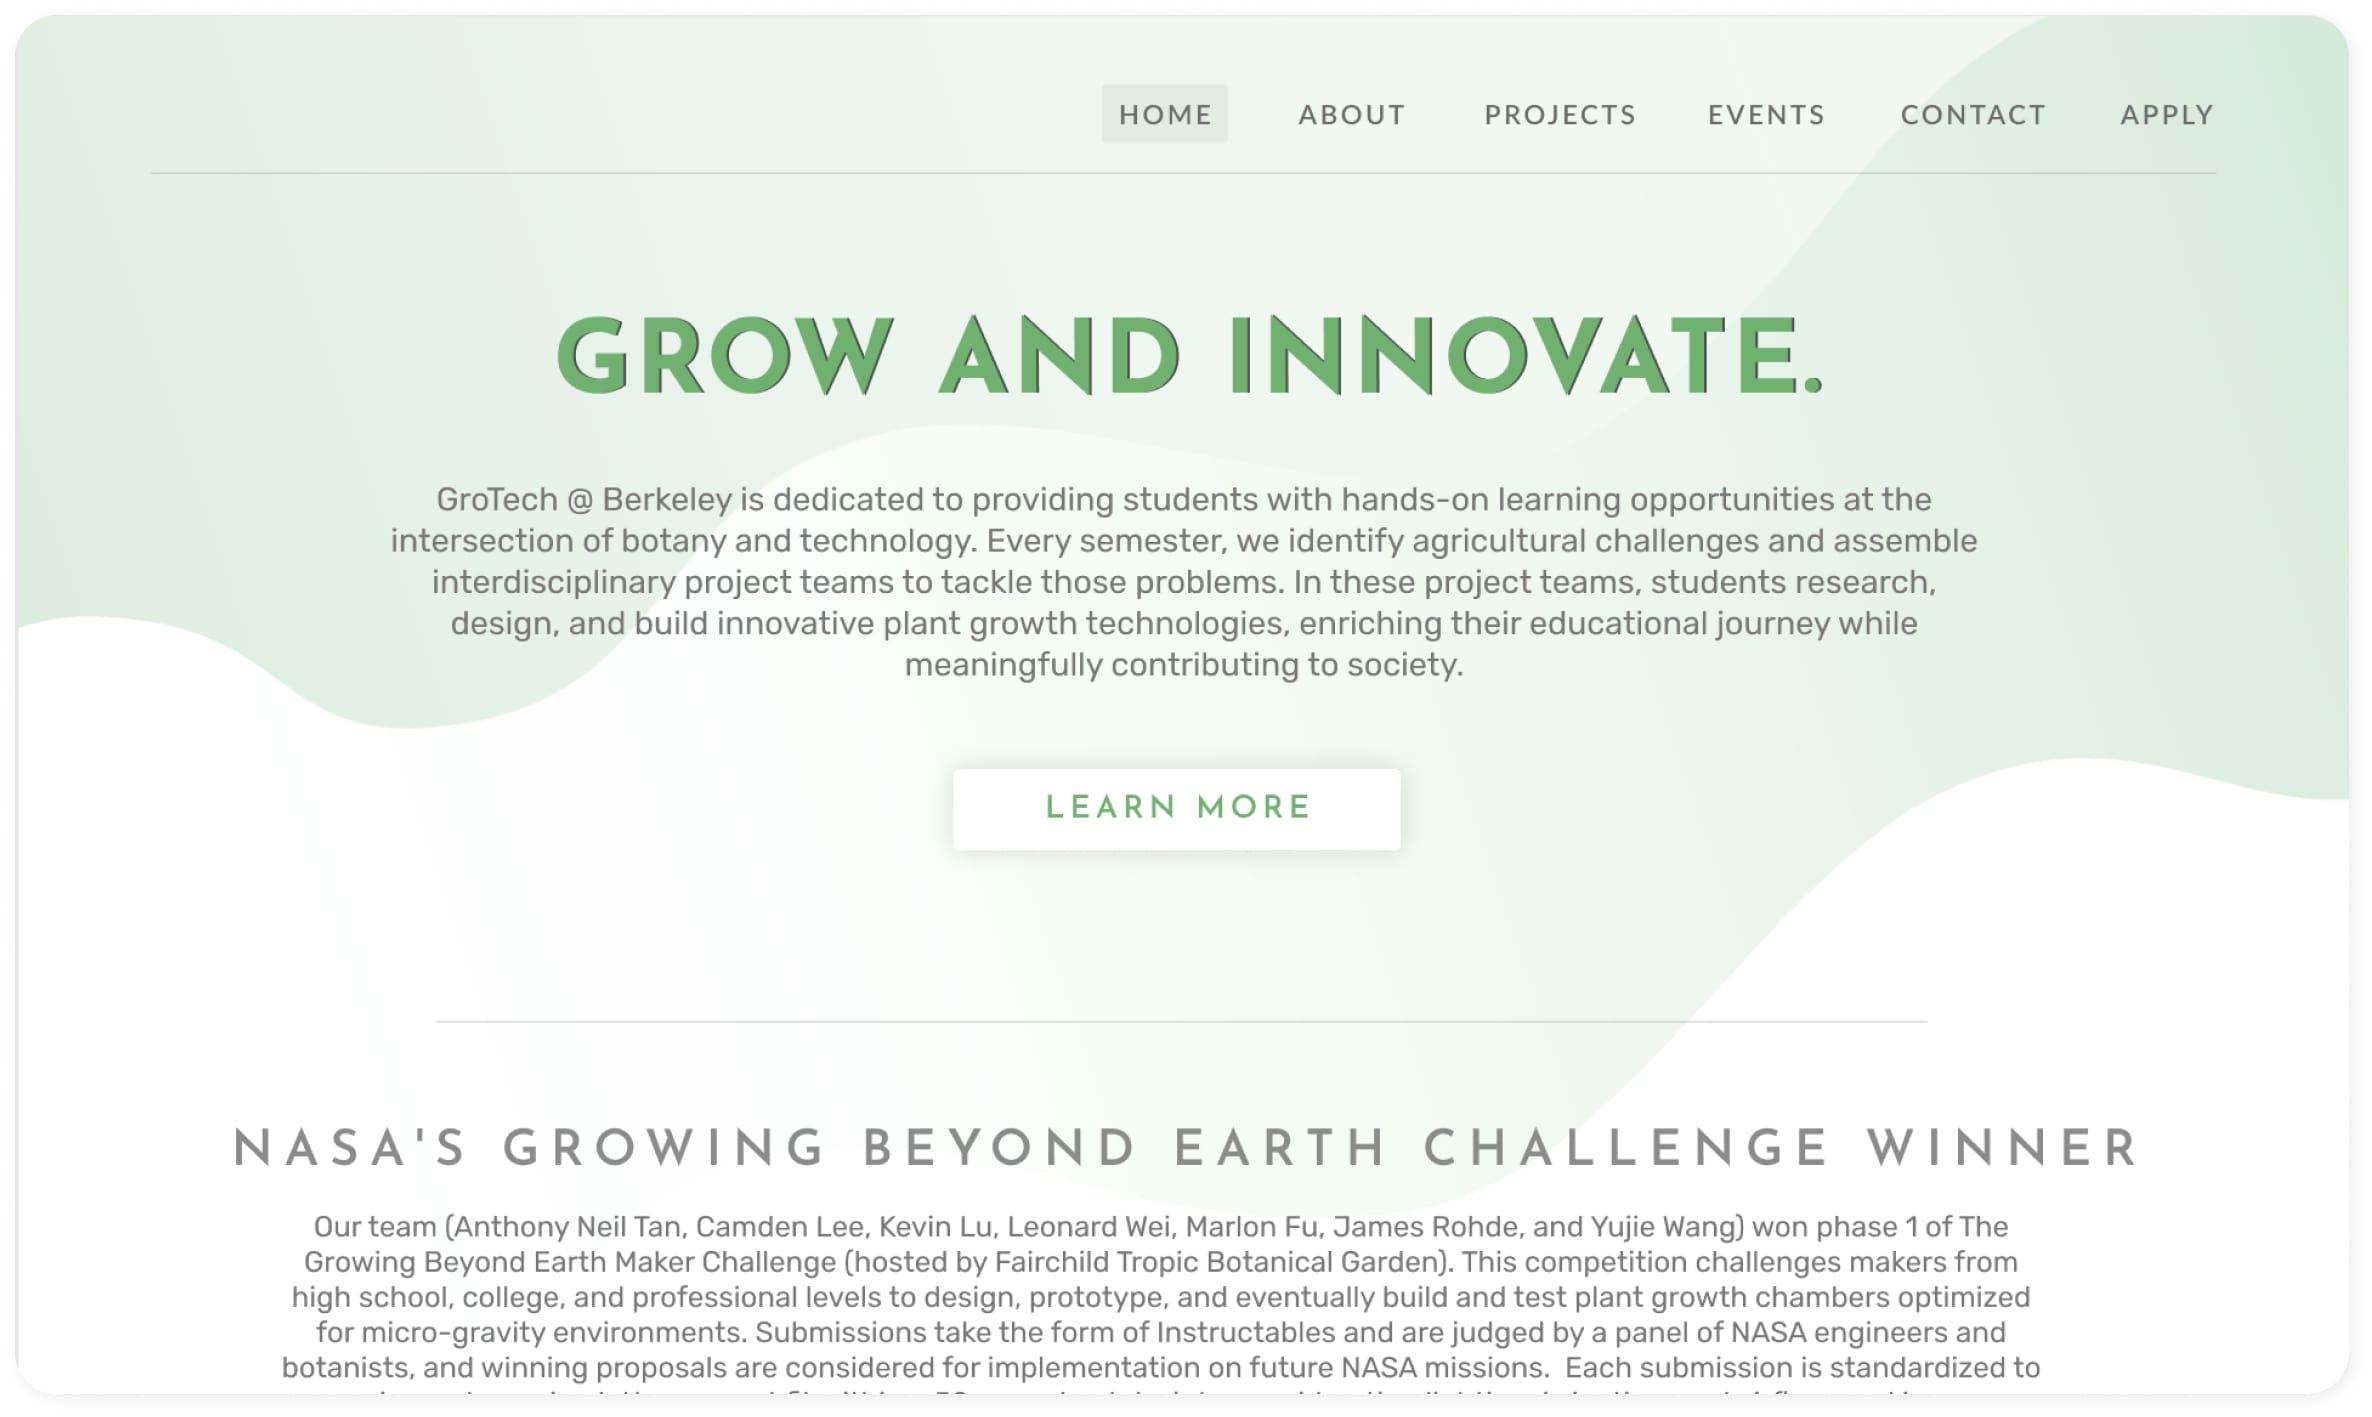 HOME ABOUT PROJECTS EVENTS CONTACT APPLY
GROW AND INNOVATE.
GroTech @ Berkeley is dedicated to providing students with hands-on learning opportunities at the
intersection of botany and technology. Every semester, we identify agricultural challenges and assemble
interdisciplinary project teams to tackle those problems. In these project teams, students research,
design, and build innovative plant growth technologies, enriching their educational journey while
meaningfully contributing to society.
LEARN MORE
NASA'S GROWING BEYOND EARTH CHALLENGE WINNER
Our team (Anthony Neil Tan, Camden Lee, Kevin Lu, Leonard Wei, Marlon Fu, James Rohde, and Yujie Wang) won phase 1 of The
Growing Beyond Earth Maker Challenge (hosted by Fairchild Tropic Botanical Garden). This competition challenges makers from
high school, college, and professional levels to design, prototype, and eventually build and test plant growth chambers optimized
for micro-gravity environments. Submissions take the form of Instructables and are judged by a panel of NASA engineers and
botanists, and winning proposals are considered for implementation on future NASA missions.  Each submission is standardized to